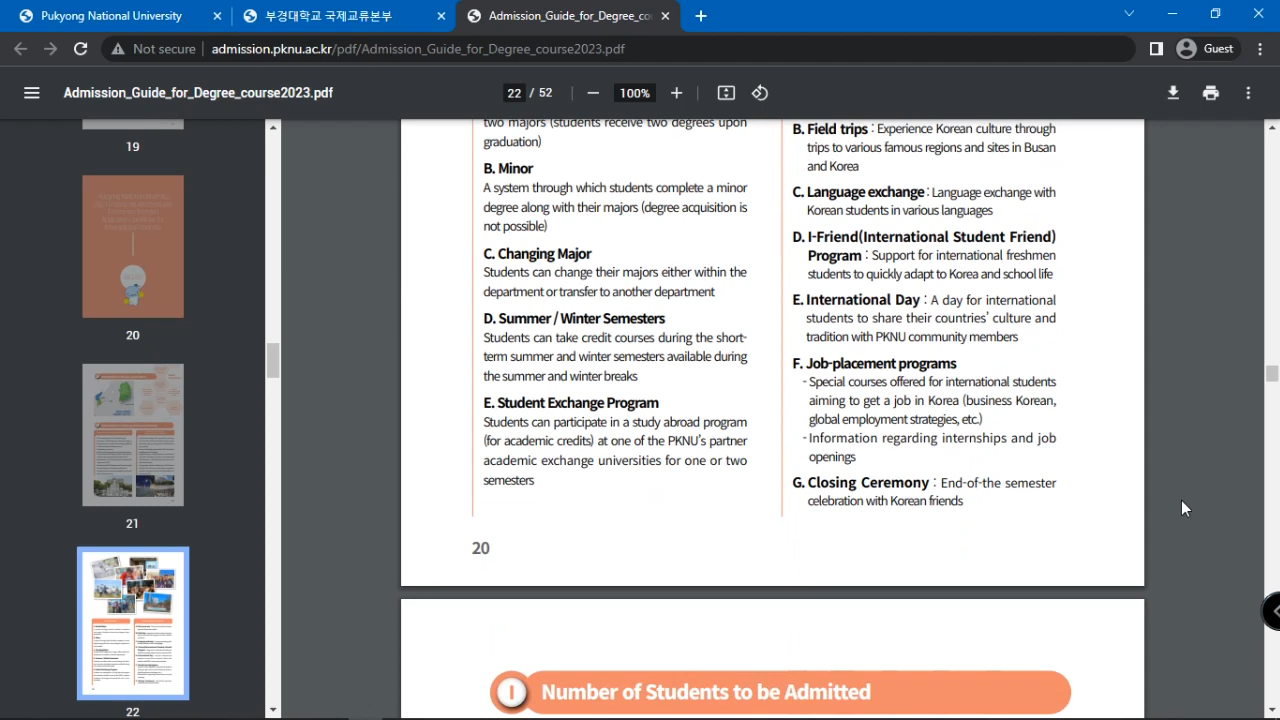 Pukyong National University
부경대학교 국제교류본부
Admission_Guide_for_Degree_co
Not secure
admission.pknu.ac.kr/pdf/Admission_Guide_for_Degree_course2023.pdf
Guest
Admission_Guide_for_Degree_course2023.pdf
22 / 52
100%
19
20
21
22
two majors (students receive two degrees upon
graduation)
B. Minor
A system through which students complete a minor
degree along with their majors (degree acquisition is
not possible)
C. Changing Major
Students can change their majors either within the
department or transfer to another department
D. Summer / Winter Semesters
Students can take credit courses during the short-
term summer and winter semesters available during
the summer and winter breaks
E. Student Exchange Program
Students can participate in a study abroad program
(for academic credits) at one of the PKNU's partner
academic exchange universities for one or two
semesters
B. Field trips : Experience Korean culture through
trips to various famous regions and sites in Busan
and Korea
C. Language exchange : Language exchange with
Korean students in various languages
D. I-Friend(International Student Friend)
Program : Support for international freshmen
students to quickly adapt to Korea and school life
E. International Day : A day for international
students to share their countries' culture and
tradition with PKNU community members
F. Job-placement programs
- Special courses offered for international students
aiming to get a job in Korea (business Korean,
global employment strategies, etc.)
- Information regarding internships and job
openings
G. Closing Ceremony : End-of-the semester
celebration with Korean friends
20
I Number of Students to be Admitted